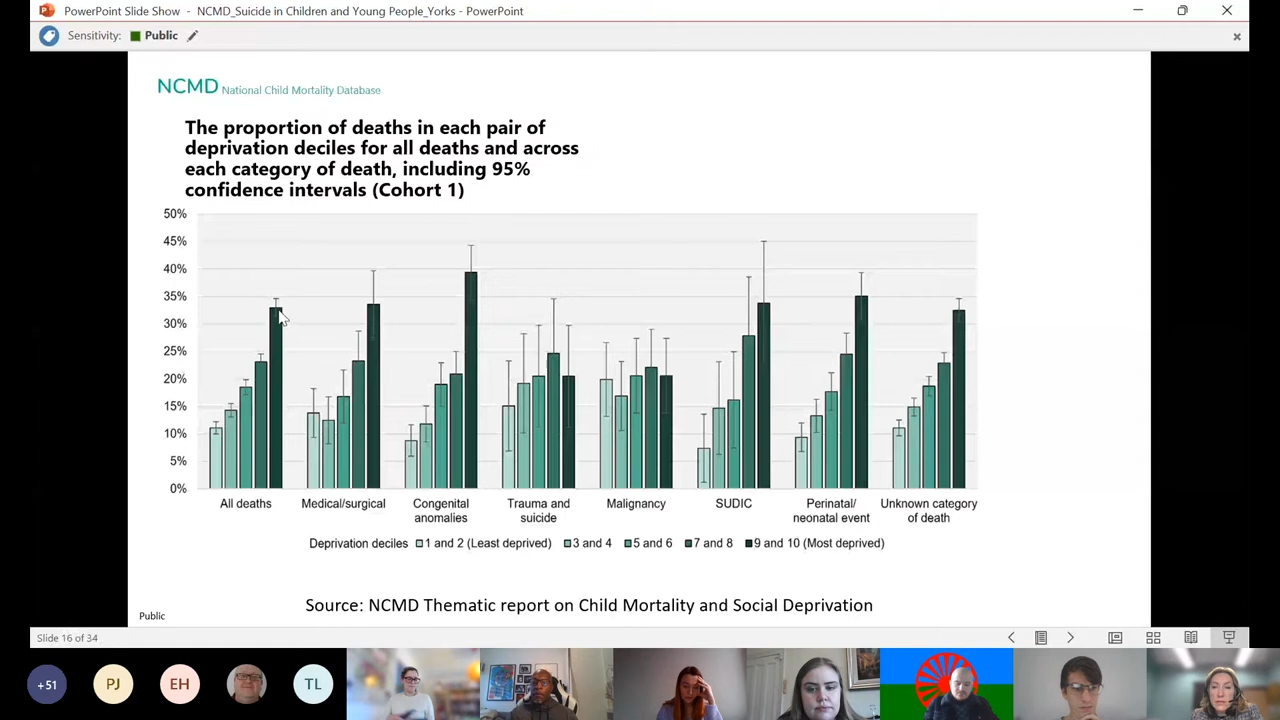 PowerPoint Slide Show - NCMD_Suicide in Children and Young People_Yorks - PowerPoint
Sensitivity: Public
NCMD National Child Mortality Database
The proportion of deaths in each pair of
deprivation deciles for all deaths and across
each category of death, including 95%
confidence intervals (Cohort 1)
50%
45%
40%
35%
30%
25%
20%
15%
10%
5%
0%
All deaths
Medical/surgical
Congenital
anomalies
Trauma and
suicide
Malignancy
SUDIC
Perinatal/
neonatal event
Unknown category
of death
Deprivation deciles 1 and 2 (Least deprived) 3 and 4 5 and 6 7 and 8 9 and 10 (Most deprived)
Source: NCMD Thematic report on Child Mortality and Social Deprivation
Public
Slide 16 of 34
+51
PJ
EH
TL